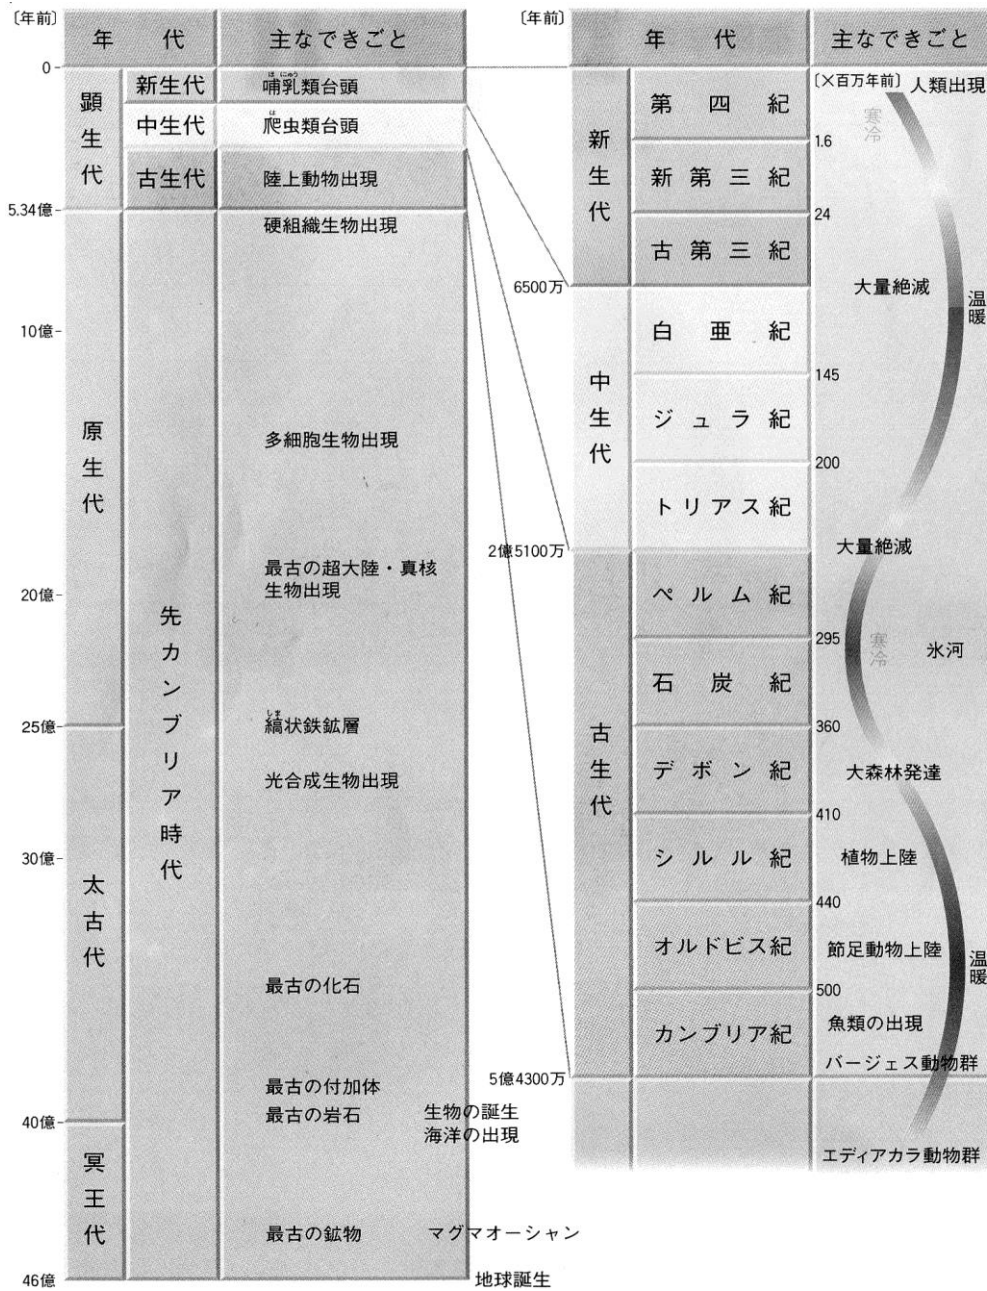 〔年前〕
年　代
主なできごと
0
顕生代
新生代
哺乳類台頭
ほ にゅう
中生代
爬虫類台頭
は
古生代
陸上動物出現
5.34億
硬組織生物出現
10億
原生代
先カンブリア時代
多細胞生物出現
最古の超大陸・真核
生物出現
20億
25億
縞状鉄鉱層
しま
光合成生物出現
30億
太古代
最古の化石
最古の付加体
最古の岩石
生物の誕生
海洋の出現
40億
冥王代
最古の鉱物
マグマオーシャン
46億
地球誕生
〔年前〕
年　代
主なできごと
新生代
第四紀
〔×百万年前〕
人類出現
寒冷
1.6
新第三紀
24
古第三紀
大量絶滅
温暖
6500万
中生代
白亜紀
145
ジュラ紀
200
トリアス紀
2億5100万
大量絶滅
古生代
ペルム紀
295
寒冷
氷河
石炭紀
360
デボン紀
大森林発達
410
シルル紀
植物上陸
440
オルドビス紀
節足動物上陸
温暖
500
カンブリア紀
魚類の出現
バージェス動物群
5億4300万
エディアカラ動物群